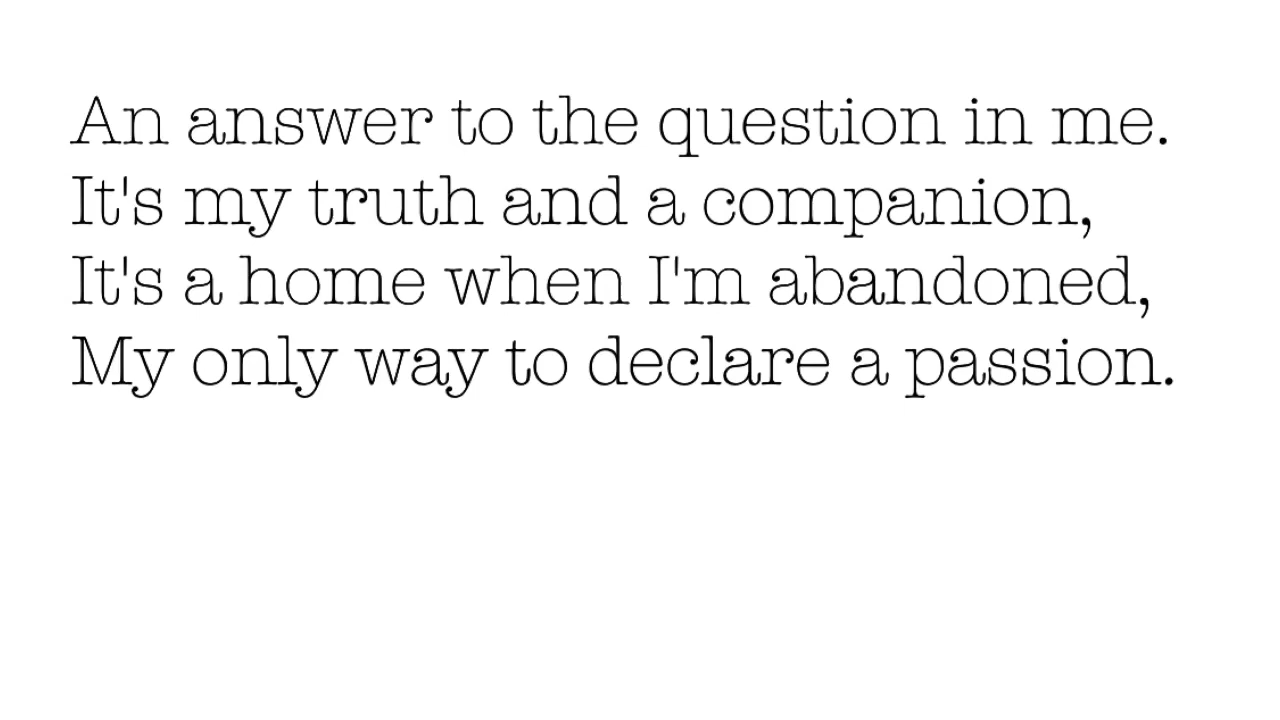 An answer to the question in me.
It's my truth and a companion,
It's a home when I'm abandoned,
My only way to declare a passion.